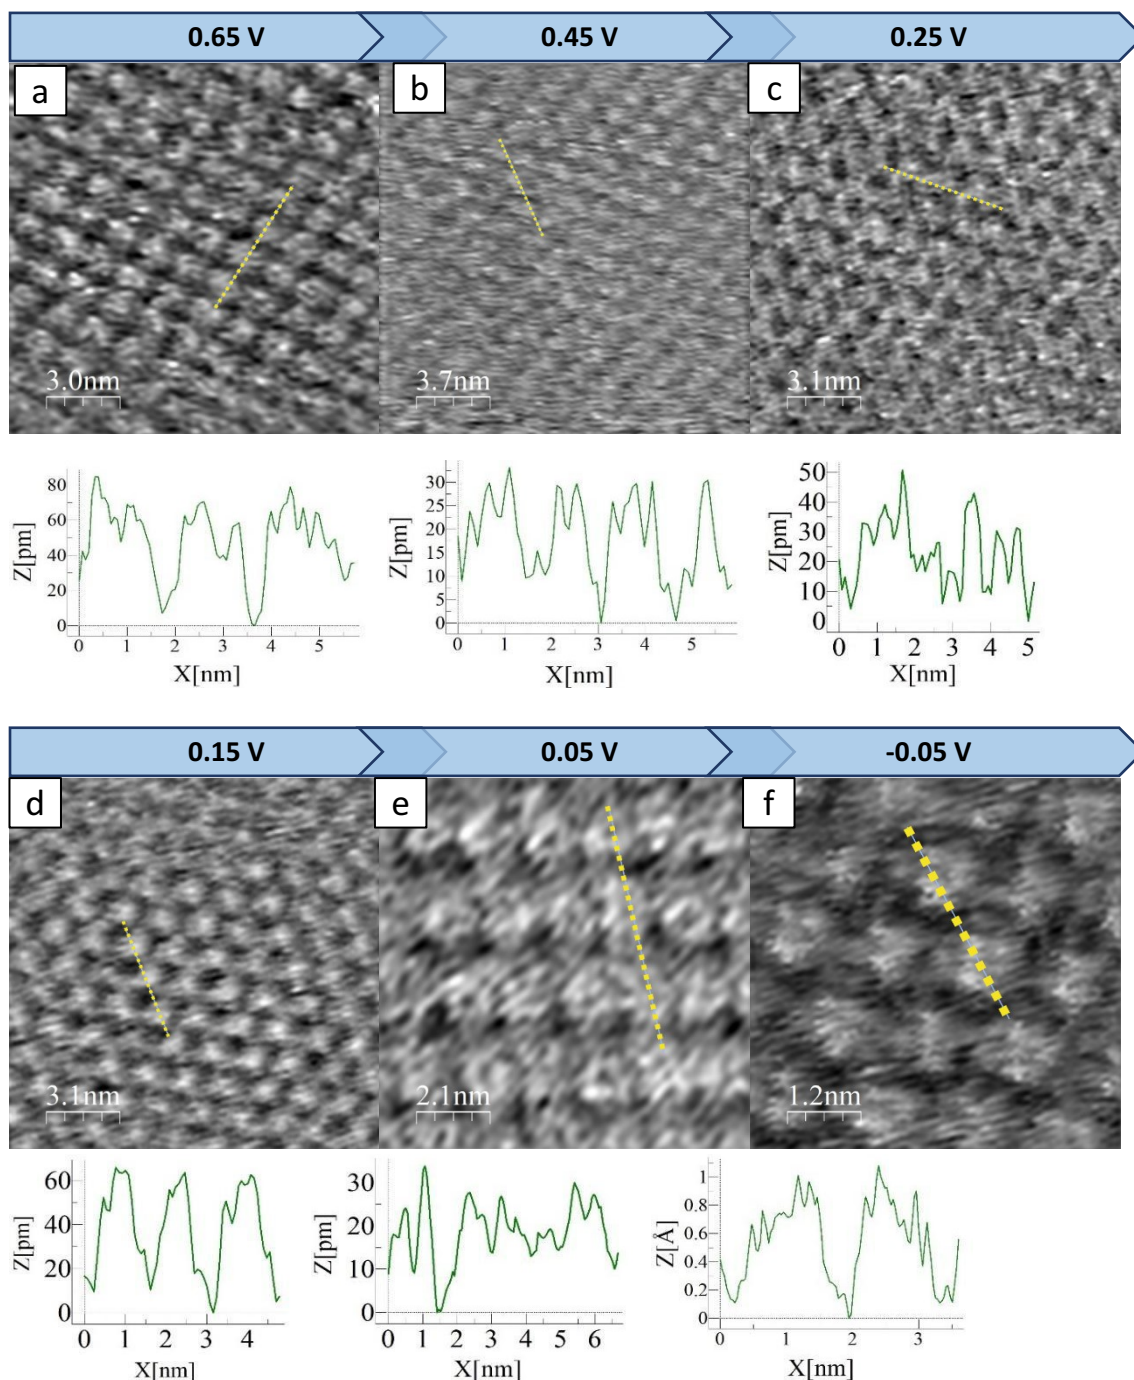 0.65 V 0.45 V 0.25 V
a b c
3.0nm 3.7nm 3.1nm
80
60
40
20
0
Z[pm]
0 1 2 3 4 5
X[nm]
30
25
20
15
10
5
0
Z[pm]
0 1 2 3 4 5
X[nm]
50
40
30
20
10
0
Z[pm]
0 1 2 3 4 5
X[nm]
0.15 V 0.05 V -0.05 V
d e f
3.1nm 2.1nm 1.2nm
60
40
20
0
Z[pm]
0 1 2 3 4
X[nm]
30
20
10
0
Z[pm]
0 1 2 3 4 5 6
X[nm]
1
0.8
0.6
0.4
0.2
0
Z[Å]
0 1 2 3
X[nm]